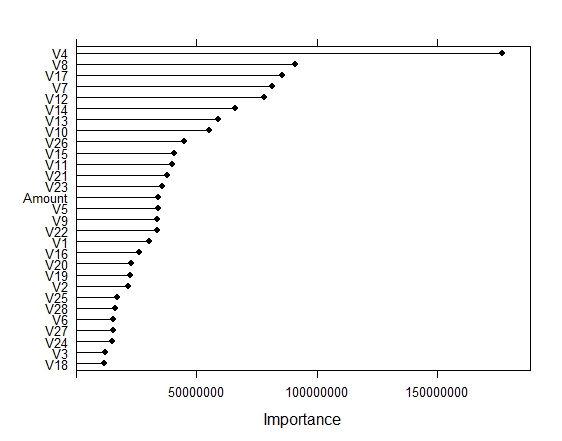 V4
V8
V17
V7
V12
V14
V13
V10
V26
V15
V11
V21
V23
Amount
V5
V9
V22
V1
V16
V20
V19
V2
V25
V28
V6
V27
V24
V3
V18
50000000 100000000 150000000
Importance